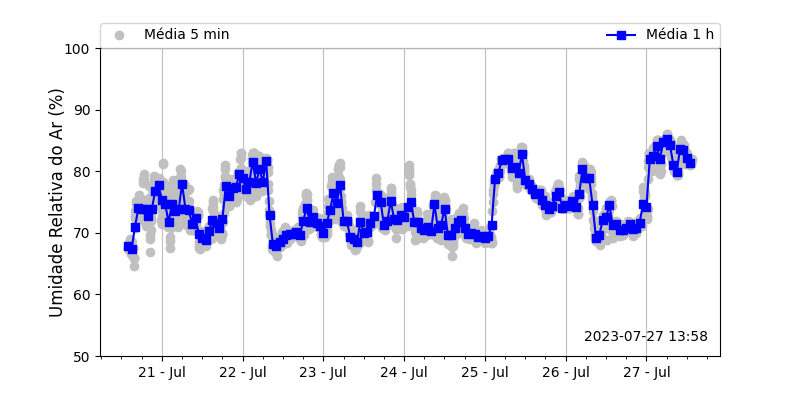 Média 5 min
Média 1 h
Umidade Relativa do Ar (%)
100
90
80
70
60
50
2023-07-27 13:58
21 - Jul
22 - Jul
23 - Jul
24 - Jul
25 - Jul
26 - Jul
27 - Jul